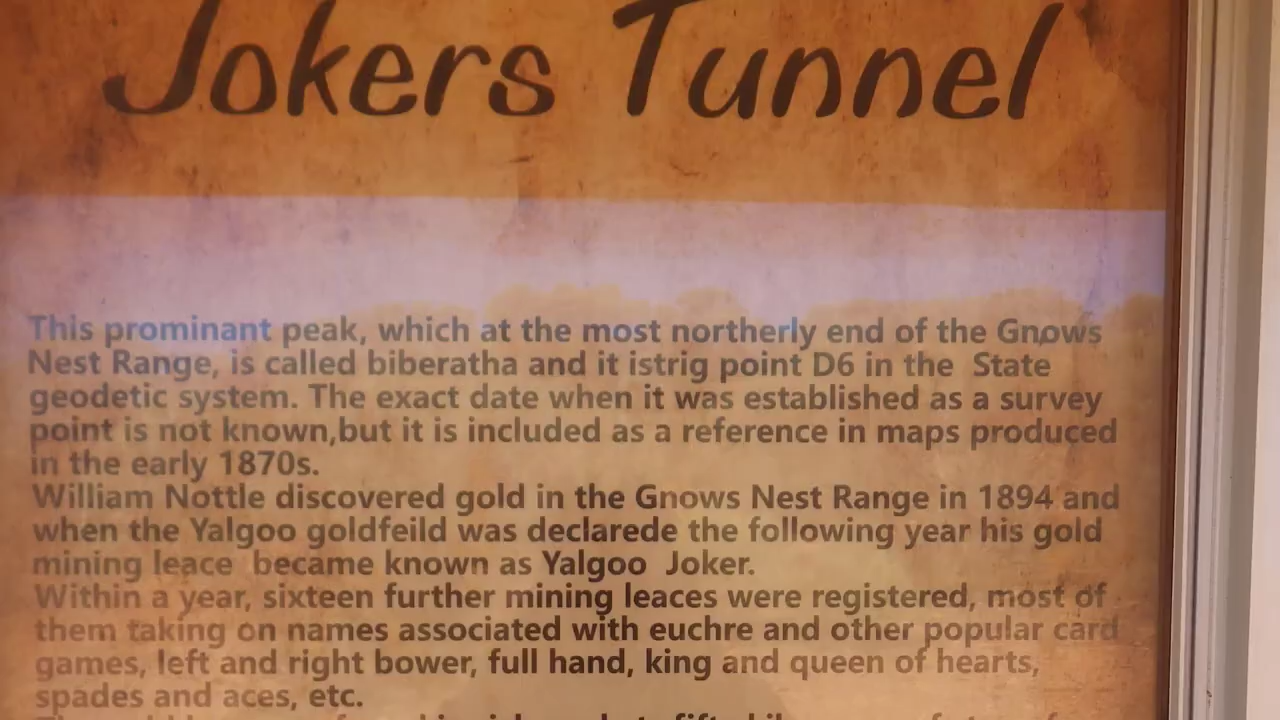 Jokers Tunnel
This prominant peak, which at the most northerly end of the Gnows
Nest Range, is called biberatha and it istrig point D6 in the State
geodetic system. The exact date when it was established as a survey
point is not known,but it is included as a reference in maps produced
in the early 1870s.
William Nottle discovered gold in the Gnows Nest Range in 1894 and
when the Yalgoo goldfeild was declarede the following year his gold
mining leace became known as Yalgoo Joker.
Within a year, sixteen further mining leaces were registered, most of
them taking on names associated with euchre and other popular card
games, left and right bower, full hand, king and queen of hearts,
spades and aces, etc.